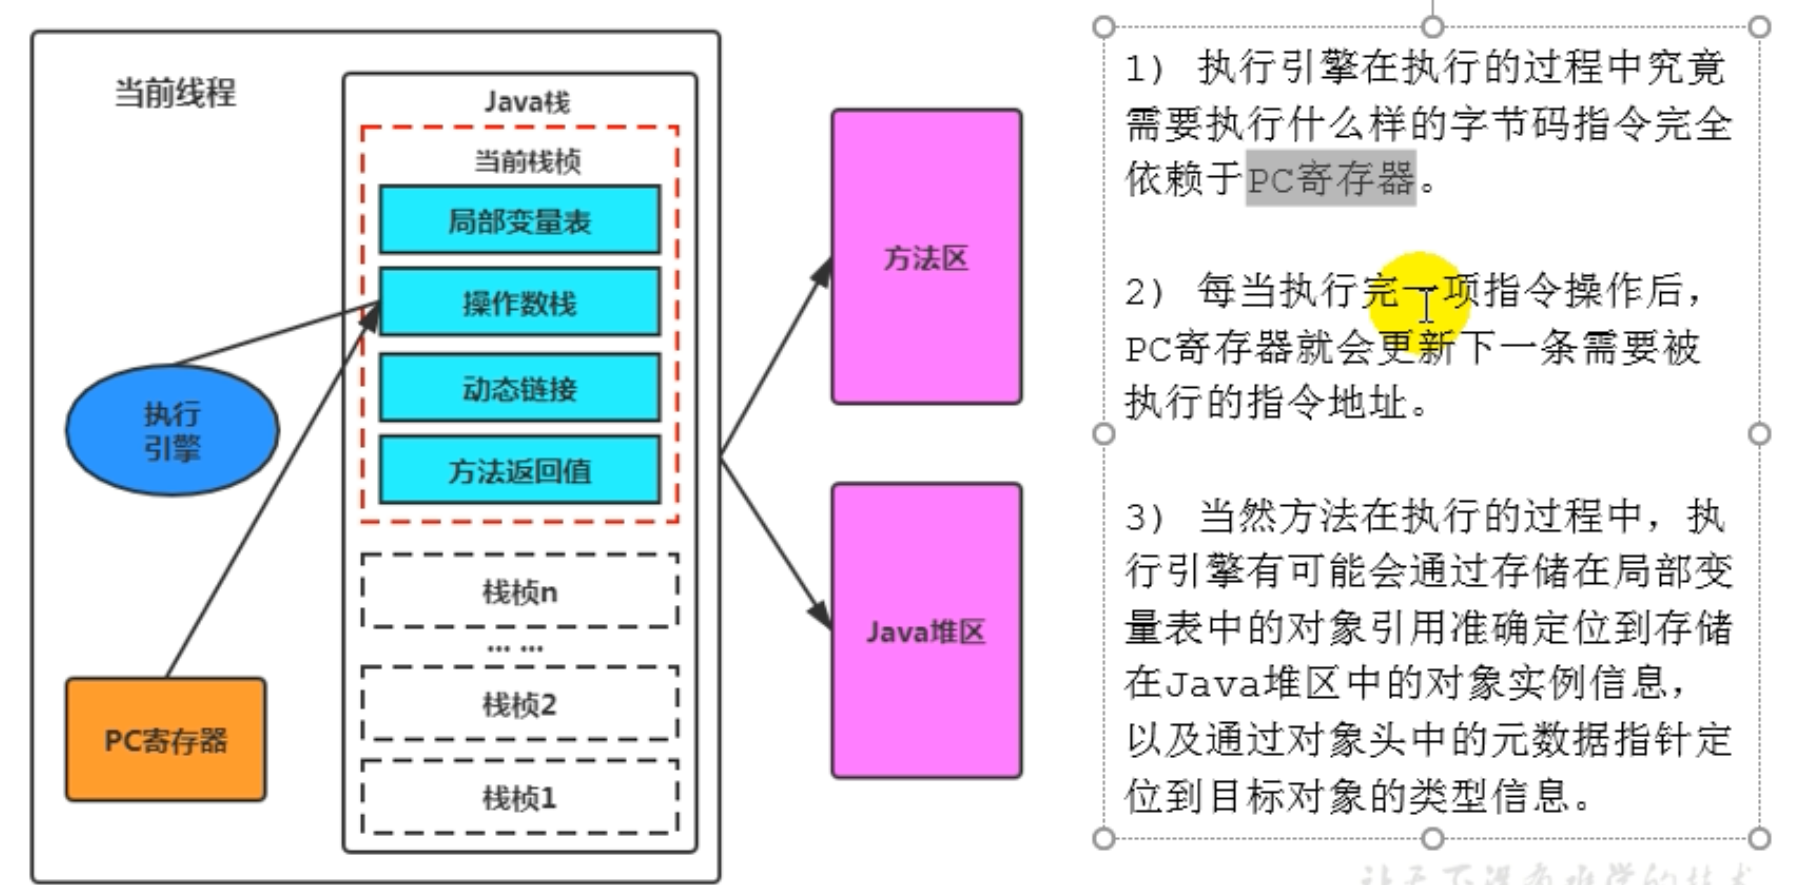 当前线程
Java栈
当前栈桢
局部变量表
操作数栈
动态链接
方法返回值
栈桢n
... ...
栈桢2
栈桢1
执行
引擎
PC寄存器
方法区
Java堆区
1) 执行引擎在执行的过程中究竟
需要执行什么样的字节码指令完全
依赖于PC寄存器。
2) 每当执行完一项指令操作后，
PC寄存器就会更新下一条需要被
执行的指令地址。
3) 当然方法在执行的过程中，执
行引擎有可能会通过存储在局部变
量表中的对象引用准确定位到存储
在Java堆区中的对象实例信息，
以及通过对象头中的元数据指针定
位到目标对象的类型信息。